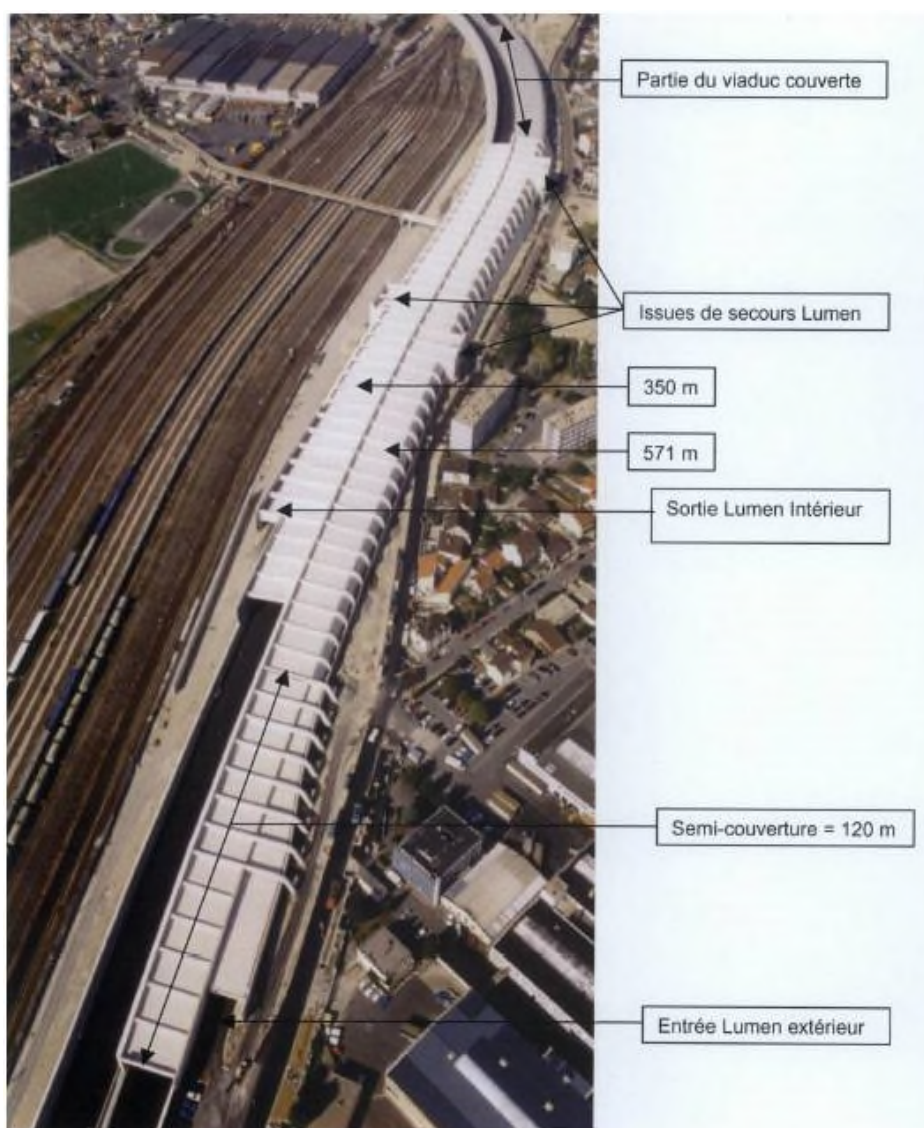 Partie du viaduc couverte
Issues de secours Lumen
350 m
571 m
Sortie Lumen Intérieur
Semi-couverture = 120 m
Entrée Lumen extérieur